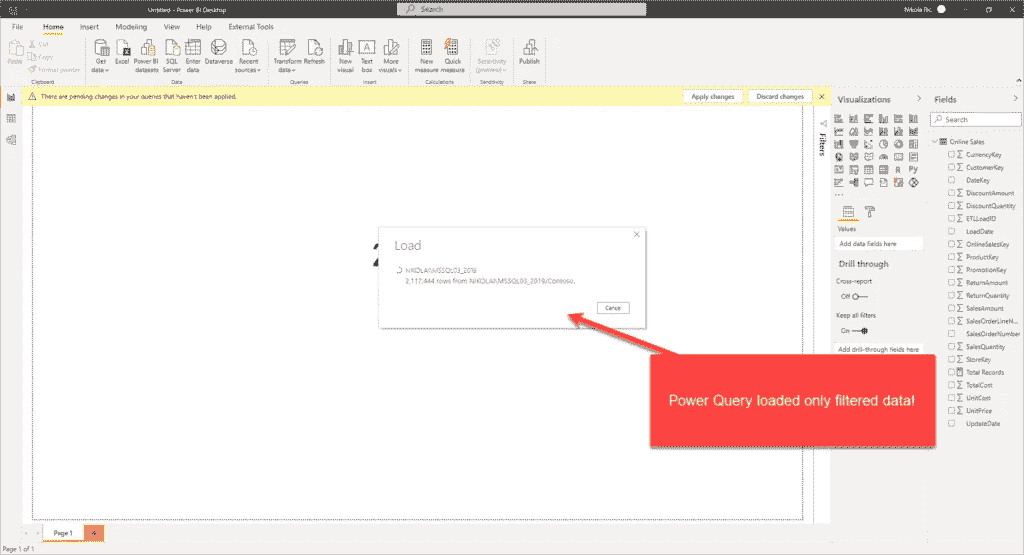 Untitled - Power BI Desktop
Search
Nikola Ilic
File Home Insert Modeling View Help External Tools
Paste
Cut
Copy
Format painter
Clipboard
Get data
Excel
Power BI datasets
SQL Server
Enter data
Dataverse
Recent sources
Data
Transform data
Refresh
Queries
New visual
Text box
More visuals
Insert
New measure
Quick measure
Calculations
Sensitivity (preview)
Sensitivity
Publish
Share
There are pending changes in your queries that haven't been applied.
Apply changes
Discard changes
Filters
Load
NIKOLAI\MSSQL03_2019
2,117,444 rows from NIKOLAI\MSSQL03_2019/Contoso.
Cancel
Power Query loaded only filtered data!
Visualizations
R Py
Values
Add data fields here
Drill through
Cross-report
Off
Keep all filters
On
Add drill-through fields here
Fields
Search
Online Sales
CurrencyKey
CustomerKey
DateKey
DiscountAmount
DiscountQuantity
ETLLoadID
LoadDate
OnlineSalesKey
ProductKey
PromotionKey
ReturnAmount
ReturnQuantity
SalesAmount
SalesOrderLineN...
SalesOrderNumber
SalesQuantity
StoreKey
Total Records
TotalCost
UnitCost
UnitPrice
UpdateDate
Page 1
Page 1 of 1